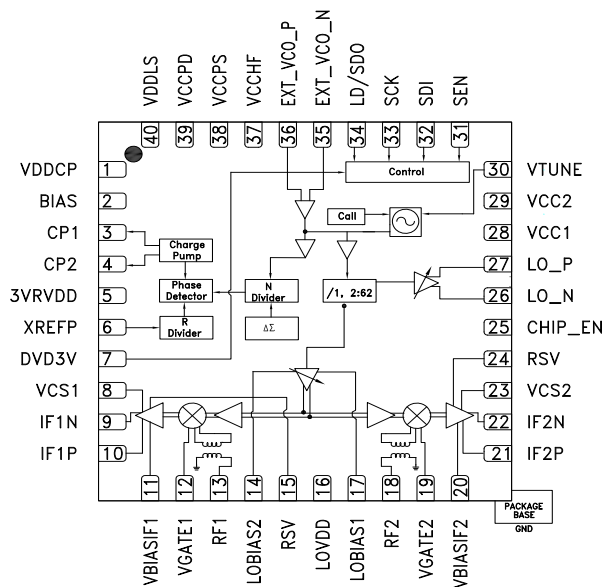 VDDLS
VCCPD
VCCPS
VCCHF
EXT_VCO_P
EXT_VCO_N
LD/SDO
SCK
SDI
SEN
40
39
38
37
36
35
34
33
32
31
VDDCP
1
BIAS
2
CP1
3
CP2
4
3VRVDD
5
XREFP
6
DVD3V
7
VCS1
8
IF1N
9
IF1P
10
Control
Call
Charge
Pump
Phase
Detector
R
Divider
N
Divider
ΔΣ
/1, 2:62
30
VTUNE
29
VCC2
28
VCC1
27
LO_P
26
LO_N
25
CHIP_EN
24
RSV
23
VCS2
22
IF2N
21
IF2P
11
12
13
14
15
16
17
18
19
20
VBIASIF1
VGATE1
RF1
LOBIAS2
RSV
LOVDD
LOBIAS1
RF2
VGATE2
VBIASIF2
PACKAGE
BASE
GND